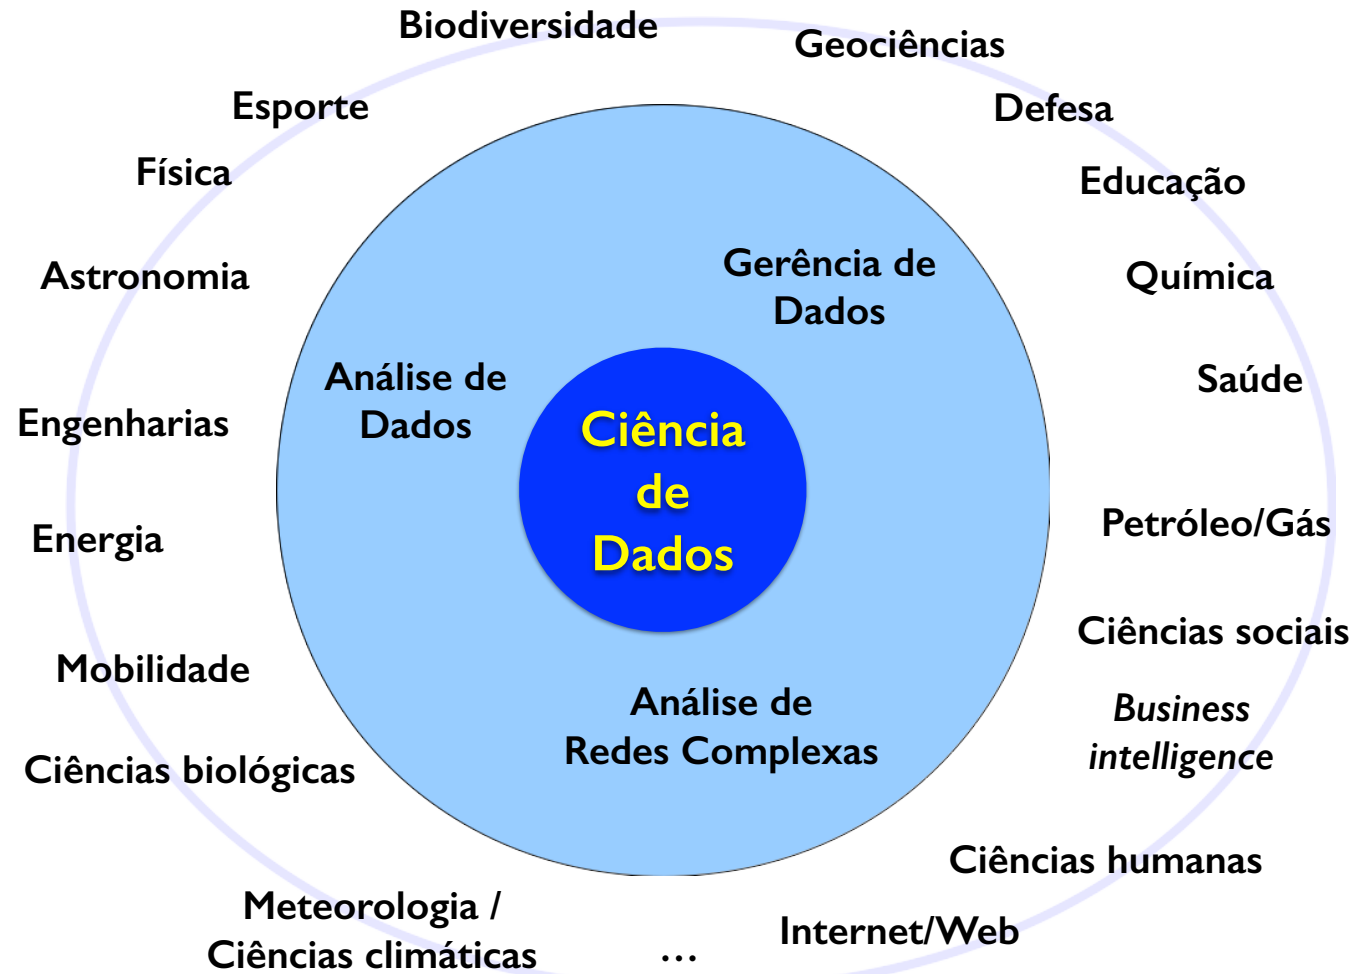 Biodiversidade
Geociências
Esporte
Defesa
Física
Educação
Astronomia
Gerência de
Dados
Química
Análise de
Dados
Saúde
Engenharias
Ciência
de
Dados
Energia
Petróleo/Gás
Ciências sociais
Mobilidade
Análise de
Redes Complexas
Business
intelligence
Ciências biológicas
Ciências humanas
Meteorologia /
Ciências climáticas
...
Internet/Web